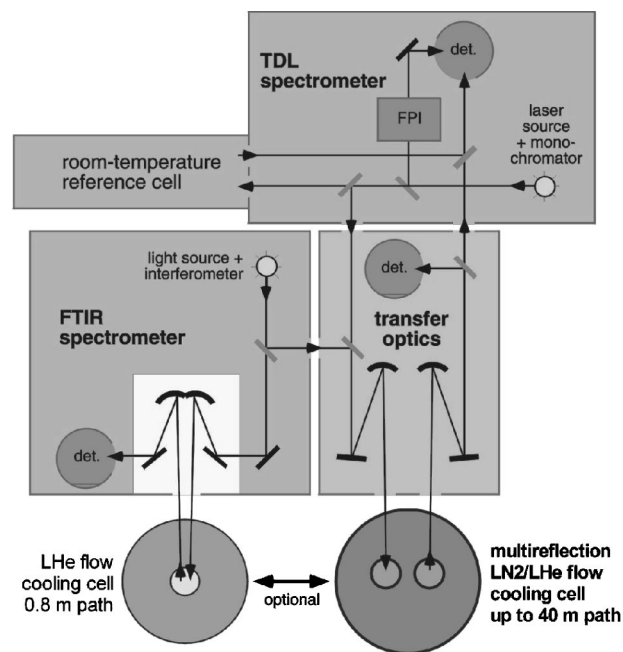 TDL
spectrometer
det.
FPI
laser
source
+ mono-
chromator
room-temperature
reference cell
light source +
interferometer
FTIR
spectrometer
det.
transfer
optics
det.
LHe flow
cooling cell
0.8 m path
optional
multireflection
LN2/LHe flow
cooling cell
up to 40 m path